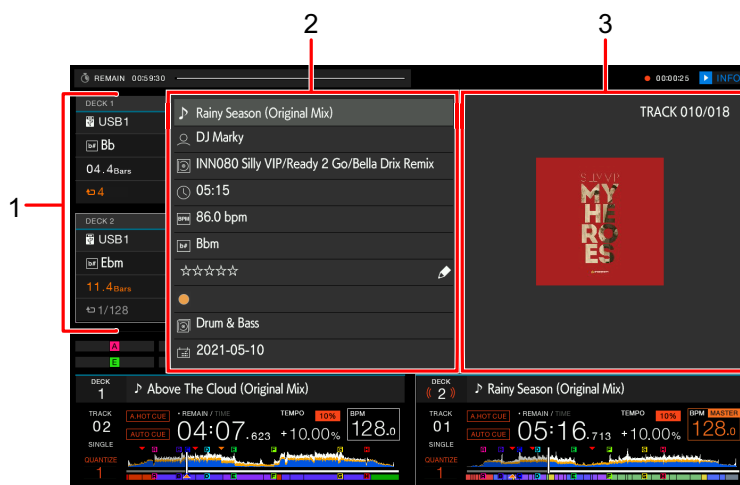 2 3
REMAIN 00:59:30 00:00:25 INFO
1
DECK 1
USB1
Bb
04.4Bars
4
DECK 2
USB1
Ebm
11.4Bars
1/128
Rainy Season (Original Mix)
DJ Marky
INN080 Silly VIP/Ready 2 Go/Bella Drix Remix
05:15
BPM 86.0 bpm
Bbm
☆☆☆☆☆
Drum & Bass
2021-05-10
TRACK 010/018
MY
HE
RO
ES
A
E
DECK 1 Above The Cloud (Original Mix)
TRACK 02
SINGLE
QUANTIZE 1
A.HOT CUE
AUTO CUE
• REMAIN / TIME
04:07.623
TEMPO 10%
+10.00%
BPM
128.0
DECK 2 Rainy Season (Original Mix)
TRACK 01
SINGLE
QUANTIZE 1
A.HOT CUE
AUTO CUE
• REMAIN / TIME
05:16.713
TEMPO 10%
+10.00%
BPM MASTER
128.0